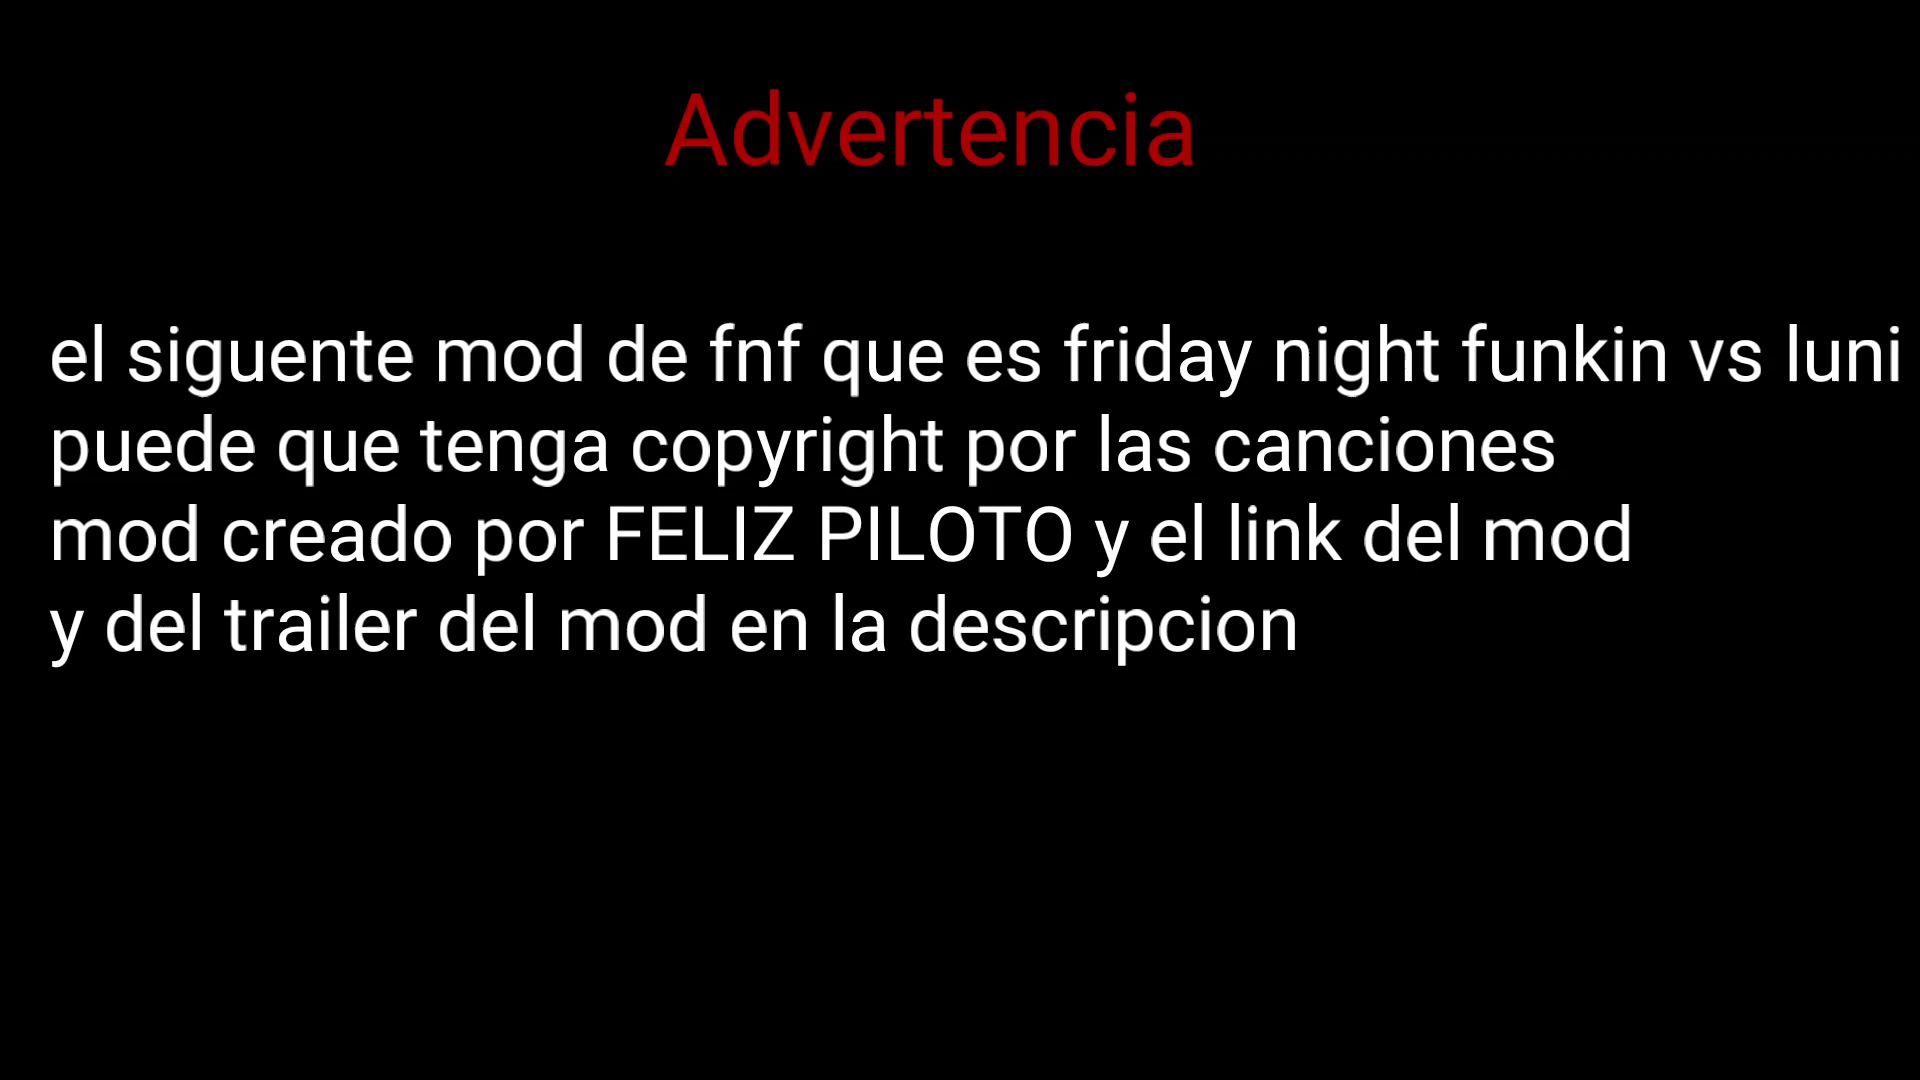 Advertencia
el siguente mod de fnf que es friday night funkin vs luni
puede que tenga copyright por las canciones
mod creado por FELIZ PILOTO y el link del mod
y del trailer del mod en la descripcion